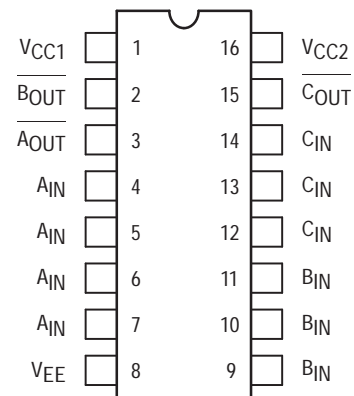 VCC1 1 16 VCC2
BOUT 2 15 COUT
AOUT 3 14 CIN
AIN 4 13 CIN
AIN 5 12 CIN
AIN 6 11 BIN
AIN 7 10 BIN
VEE 8 9 BIN